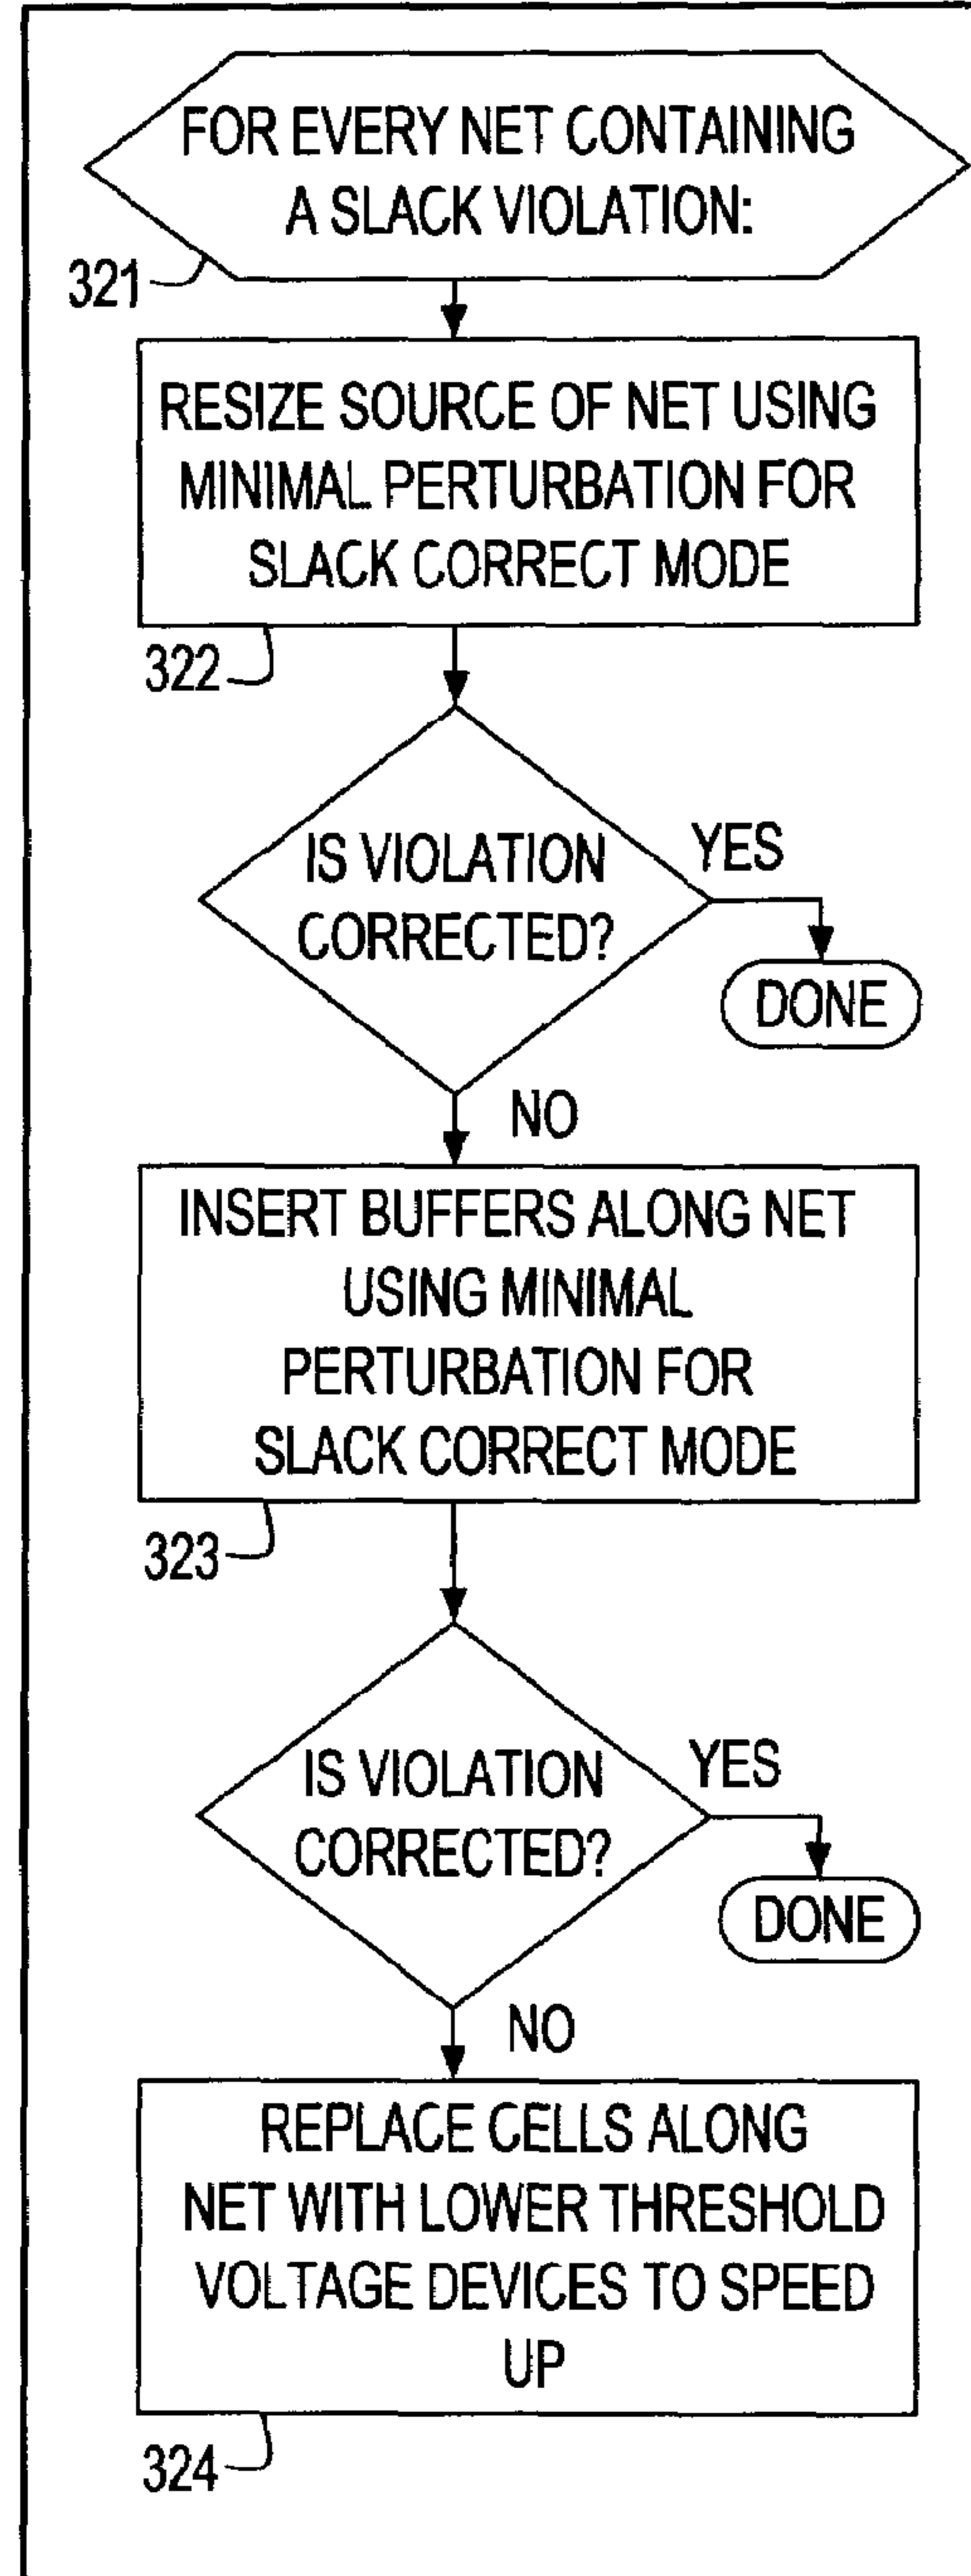 FOR EVERY NET CONTAINING
A SLACK VIOLATION:
321
RESIZE SOURCE OF NET USING
MINIMAL PERTURBATION FOR
SLACK CORRECT MODE
322
IS VIOLATION
CORRECTED?
YES
DONE
NO
INSERT BUFFERS ALONG NET
USING MINIMAL
PERTURBATION FOR
SLACK CORRECT MODE
323
IS VIOLATION
CORRECTED?
YES
DONE
NO
REPLACE CELLS ALONG
NET WITH LOWER THRESHOLD
VOLTAGE DEVICES TO SPEED
UP
324